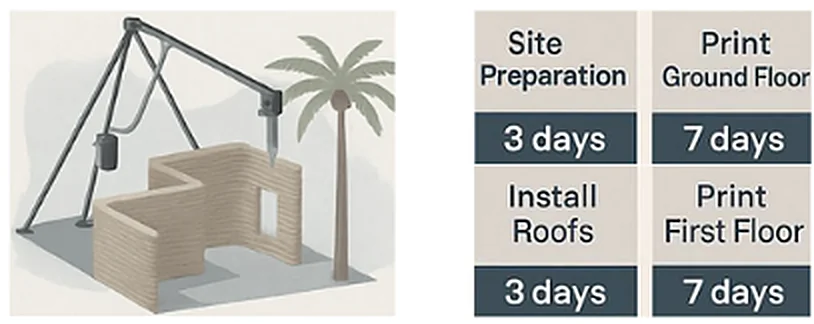 Site
Preparation
3 days
Print
Ground Floor
7 days
Install
Roofs
3 days
Print
First Floor
7 days